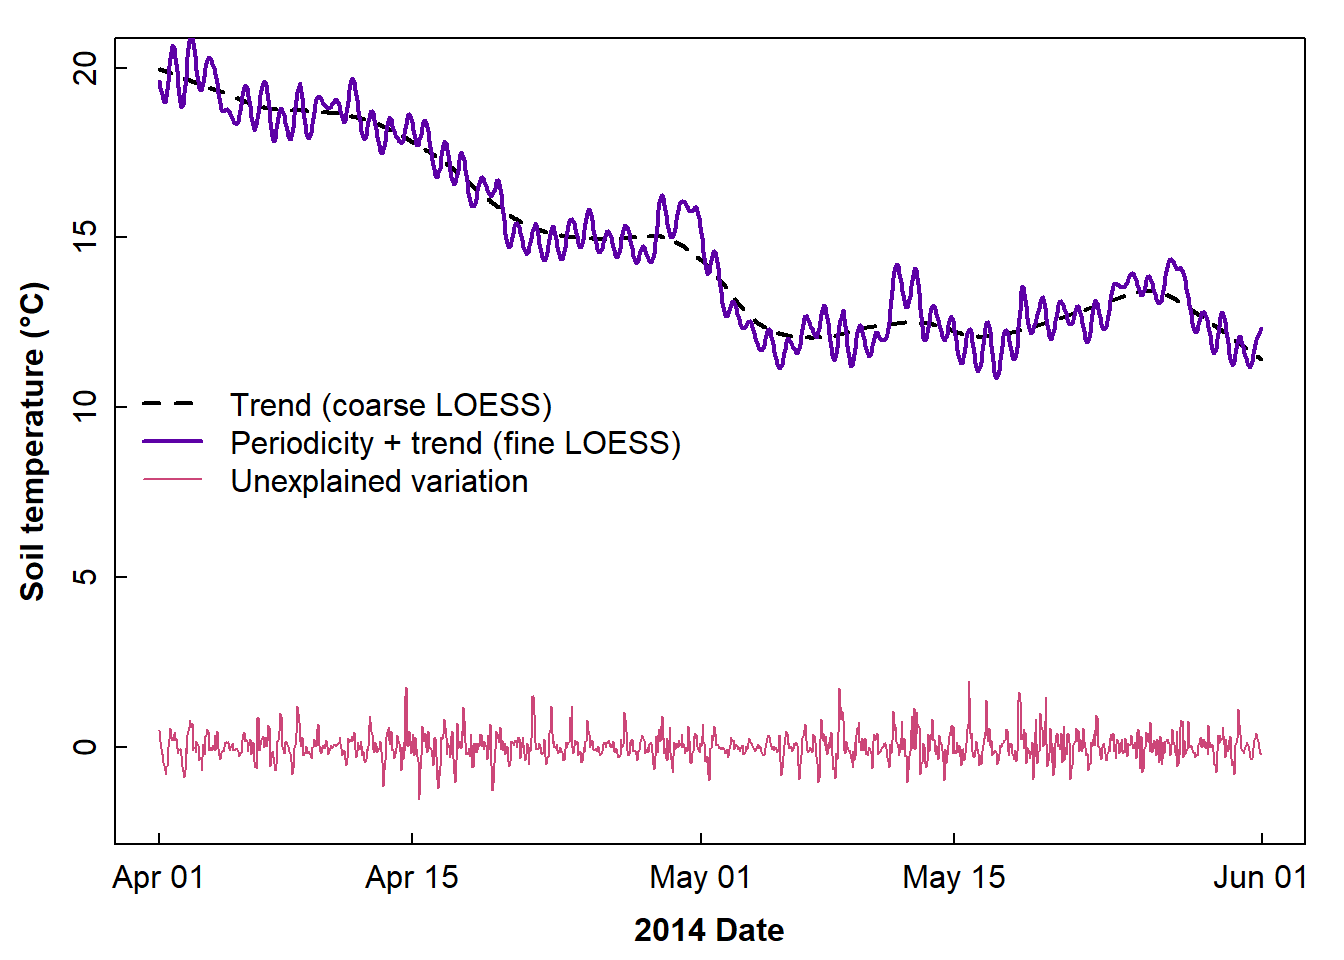 20
15
10
5
0
Soil temperature (°C)
Trend (coarse LOESS)
Periodicity + trend (fine LOESS)
Unexplained variation
Apr 01 Apr 15 May 01 May 15 Jun 01
2014 Date